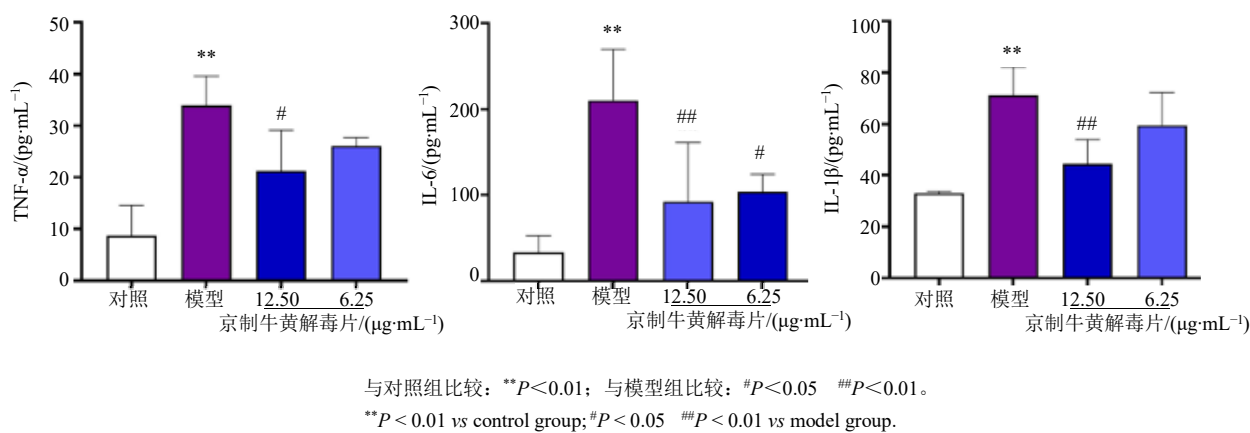 50
40
30
20
10
0
TNF-α/(pg·mL⁻¹)
**
#
对照 模型 12.50 6.25
京制牛黄解毒片/(μg·mL⁻¹)
300
200
100
0
IL-6/(pg·mL⁻¹)
**
##
#
对照 模型 12.50 6.25
京制牛黄解毒片/(μg·mL⁻¹)
100
80
60
40
20
0
IL-1β/(pg·mL⁻¹)
**
##
对照 模型 12.50 6.25
京制牛黄解毒片/(μg·mL⁻¹)
与对照组比较：**P＜0.01；与模型组比较：#P＜0.05 ##P＜0.01。
**P < 0.01 vs control group; #P < 0.05 ##P < 0.01 vs model group.